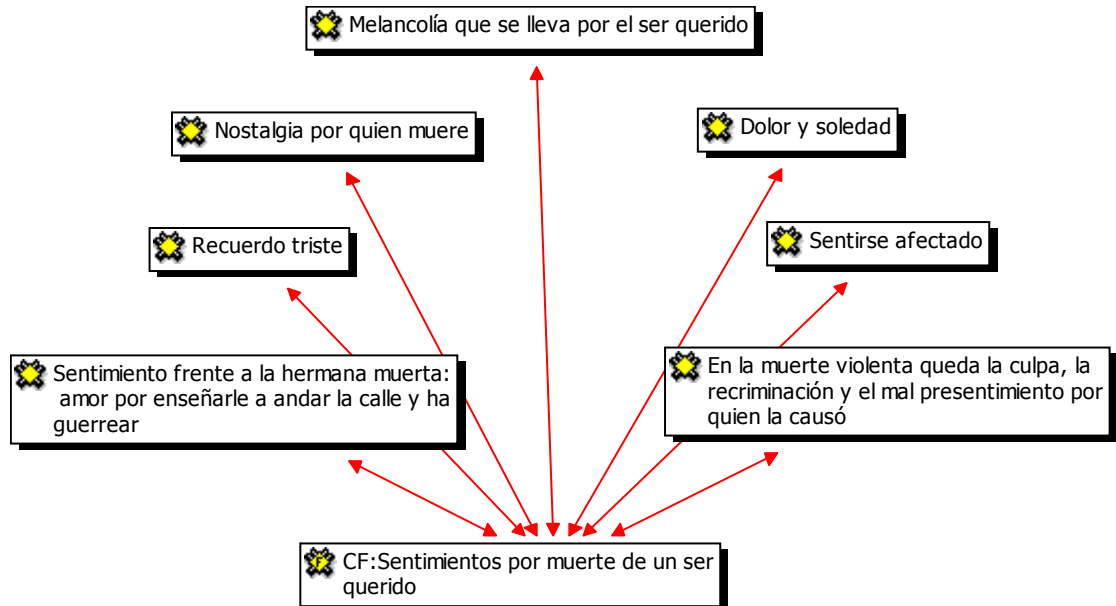 Melancolía que se lleva por el ser querido
Nostalgia por quien muere
Dolor y soledad
Recuerdo triste
Sentirse afectado
Sentimiento frente a la hermana muerta:
amor por enseñarle a andar la calle y ha
guerrear
En la muerte violenta queda la culpa, la
recriminación y el mal presentimiento por
quien la causó
F
CF:Sentimientos por muerte de un ser
querido